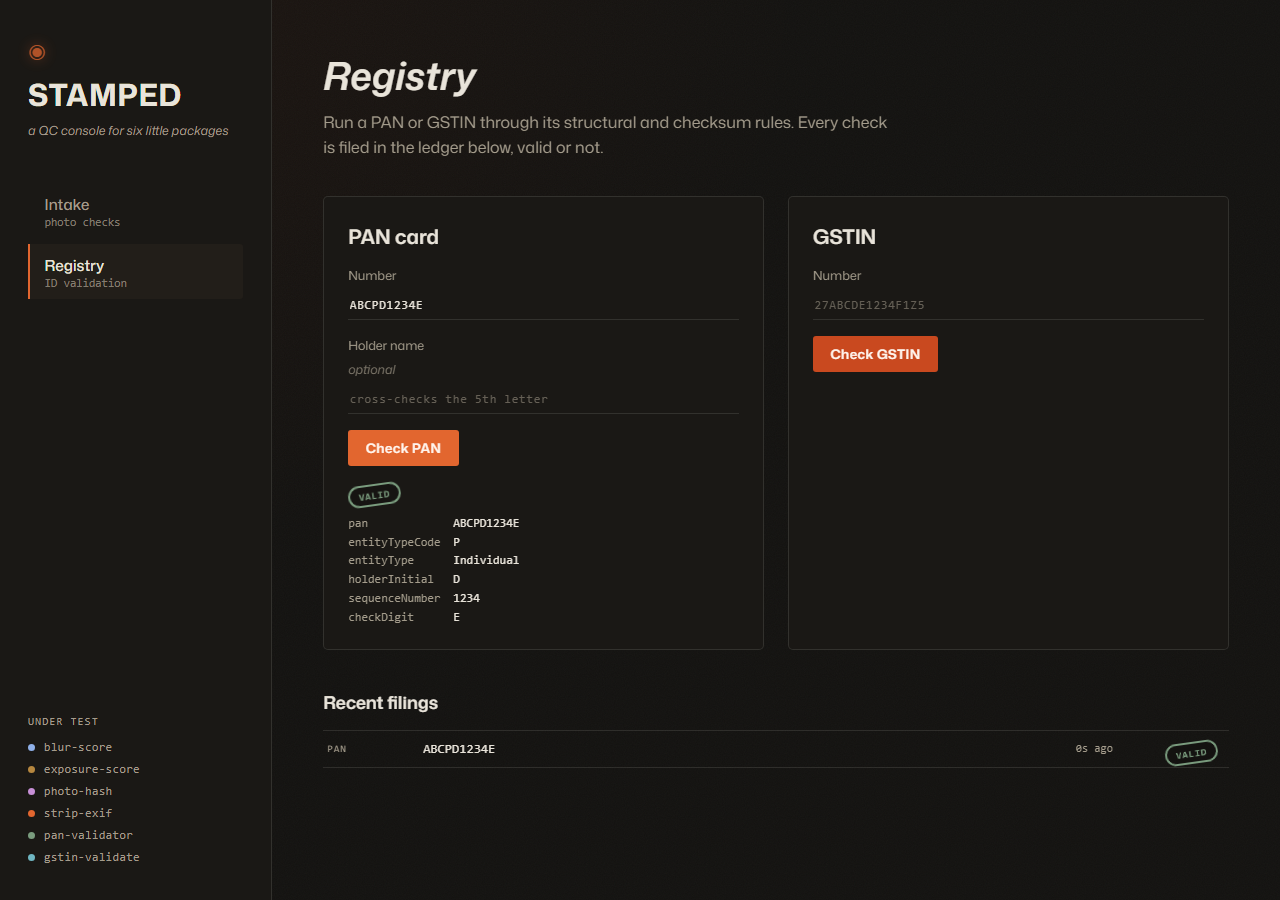 STAMPED
a QC console for six little packages
Intake
photo checks
Registry
ID validation
UNDER TEST
blur-score
exposure-score
photo-hash
strip-exif
pan-validator
gstin-validate
Registry
Run a PAN or GSTIN through its structural and checksum rules. Every check
is filed in the ledger below, valid or not.
PAN card
Number
ABCPD1234E
Holder name
optional
cross-checks the 5th letter
Check PAN
VALID
pan ABCPD1234E
entityTypeCode P
entityType Individual
holderInitial D
sequenceNumber 1234
checkDigit E
GSTIN
Number
27ABCDE1234F1Z5
Check GSTIN
Recent filings
PAN ABCPD1234E 0s ago VALID